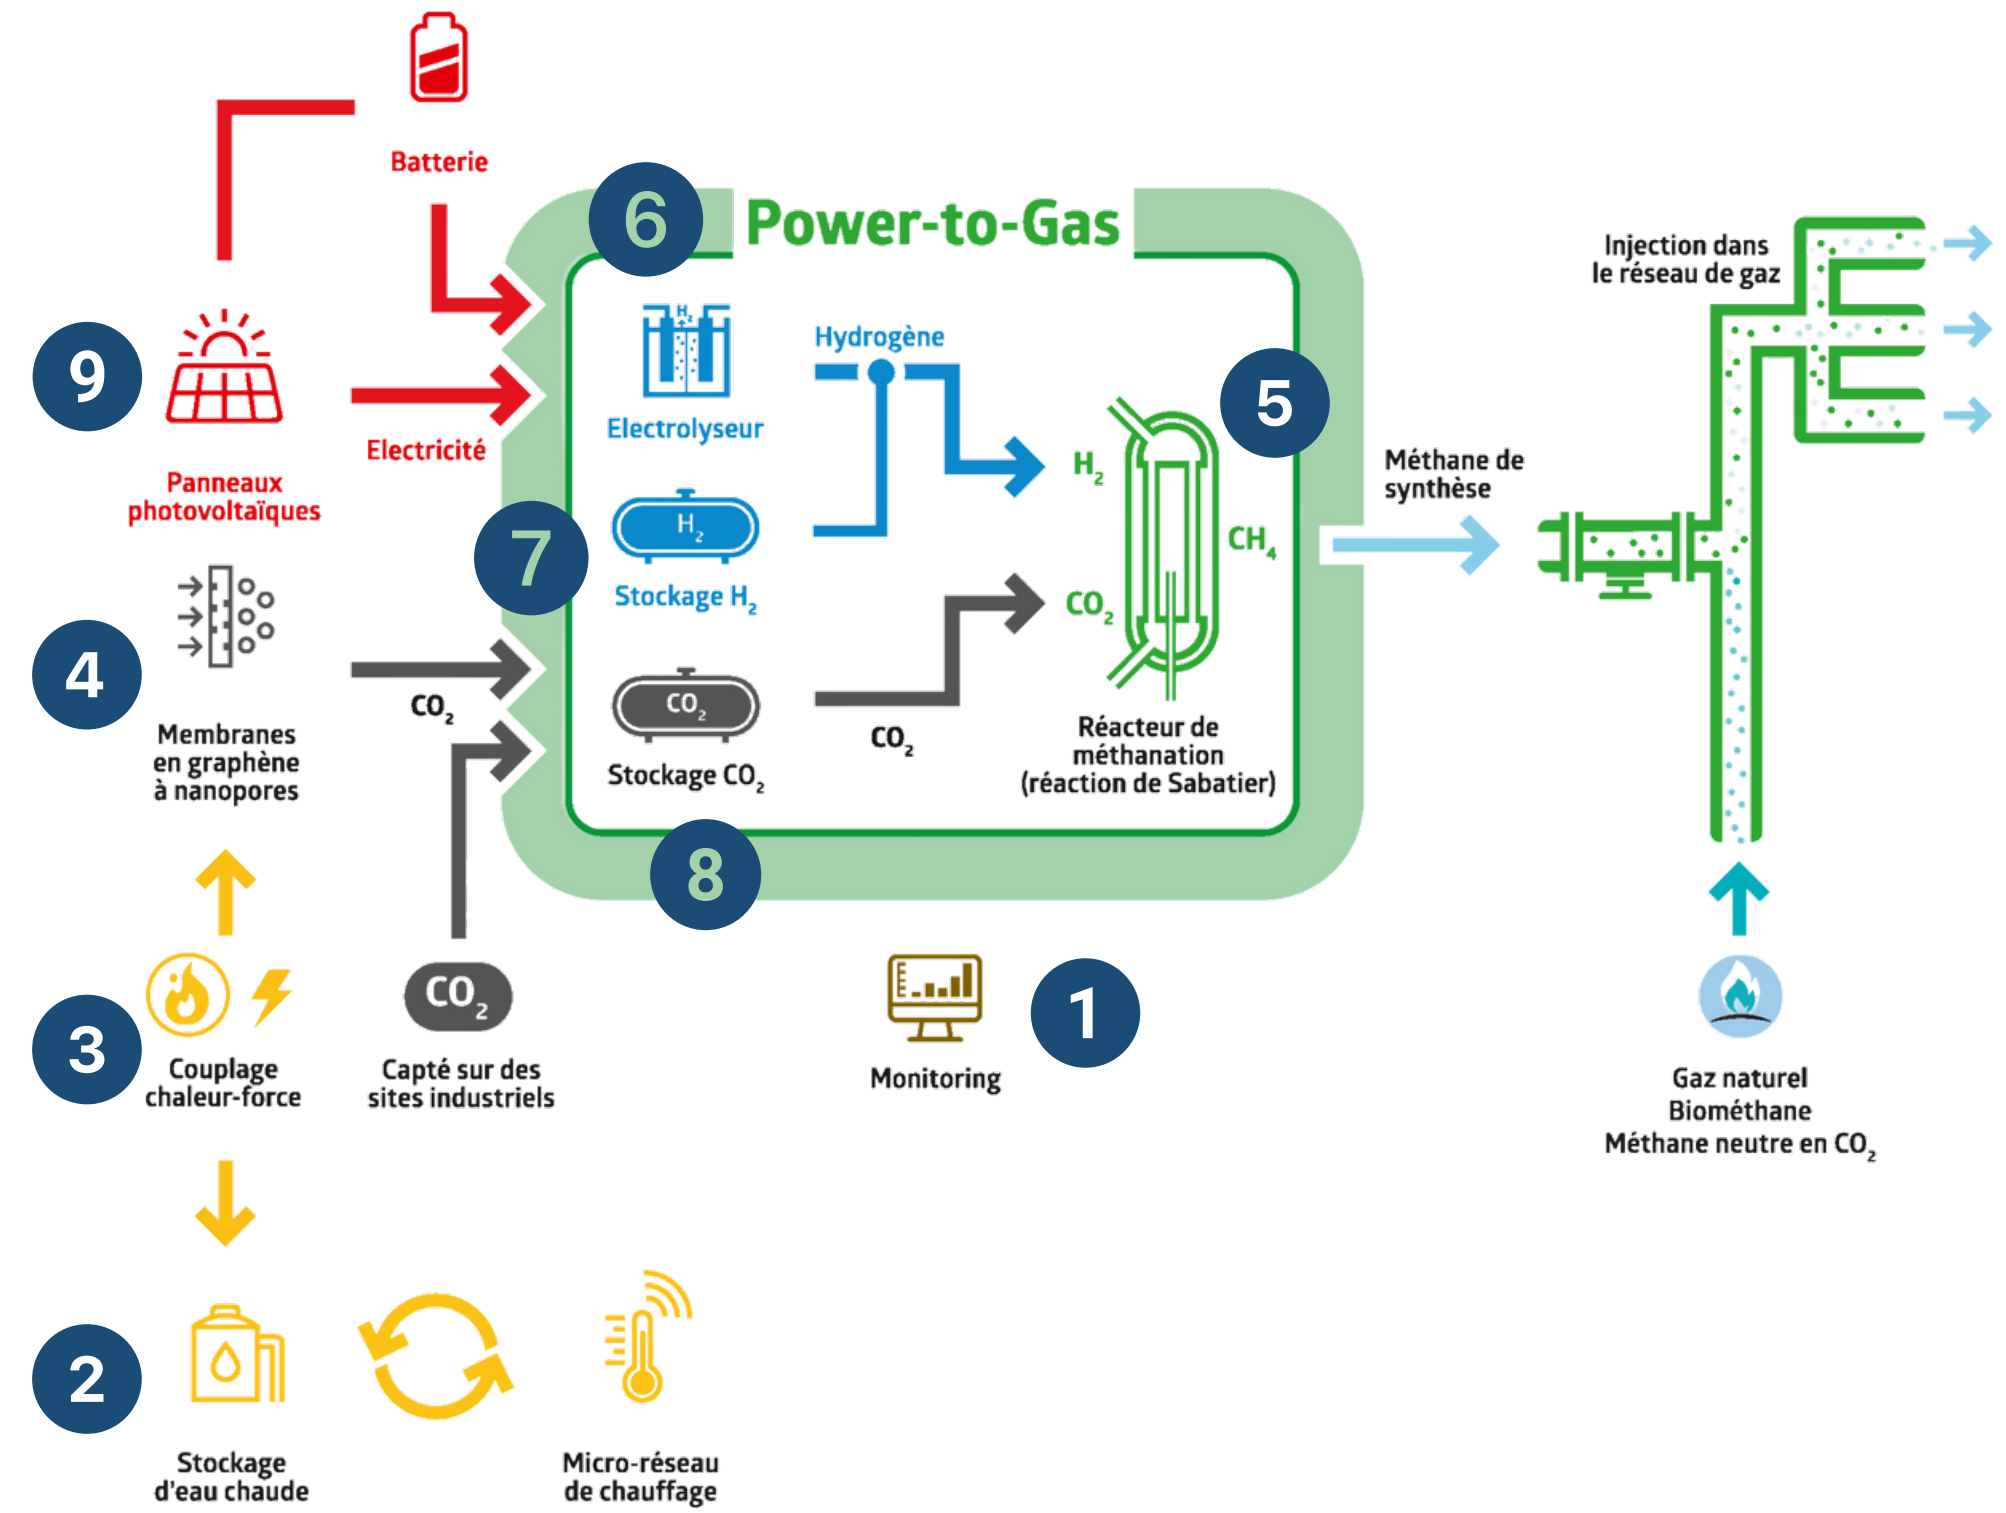 Batterie
6
Power-to-Gas
Injection dans
le réseau de gaz
9
Electricité
Panneaux
photovoltaïques
H2
Electrolyseur
Hydrogène
5
H2
CH4
CO2
Méthane de
synthèse
7
H2
Stockage H2
4
CO2
Membranes
en graphène
à nanopores
CO2
Stockage CO2
CO2
Réacteur de
méthanation
(réaction de Sabatier)
8
3
Couplage
chaleur-force
CO2
Capté sur des
sites industriels
Monitoring
1
Gaz naturel
Biométhane
Méthane neutre en CO2
2
Stockage
d'eau chaude
Micro-réseau
de chauffage